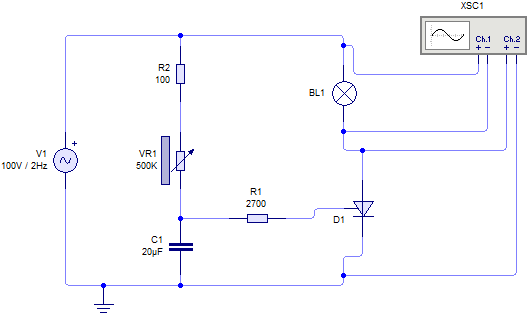 XSC1
Ch.1 Ch.2
+ - + -
R2
100
BL1
V1
+
100V / 2Hz
VR1
500K
R1
2700
D1
C1
20µF